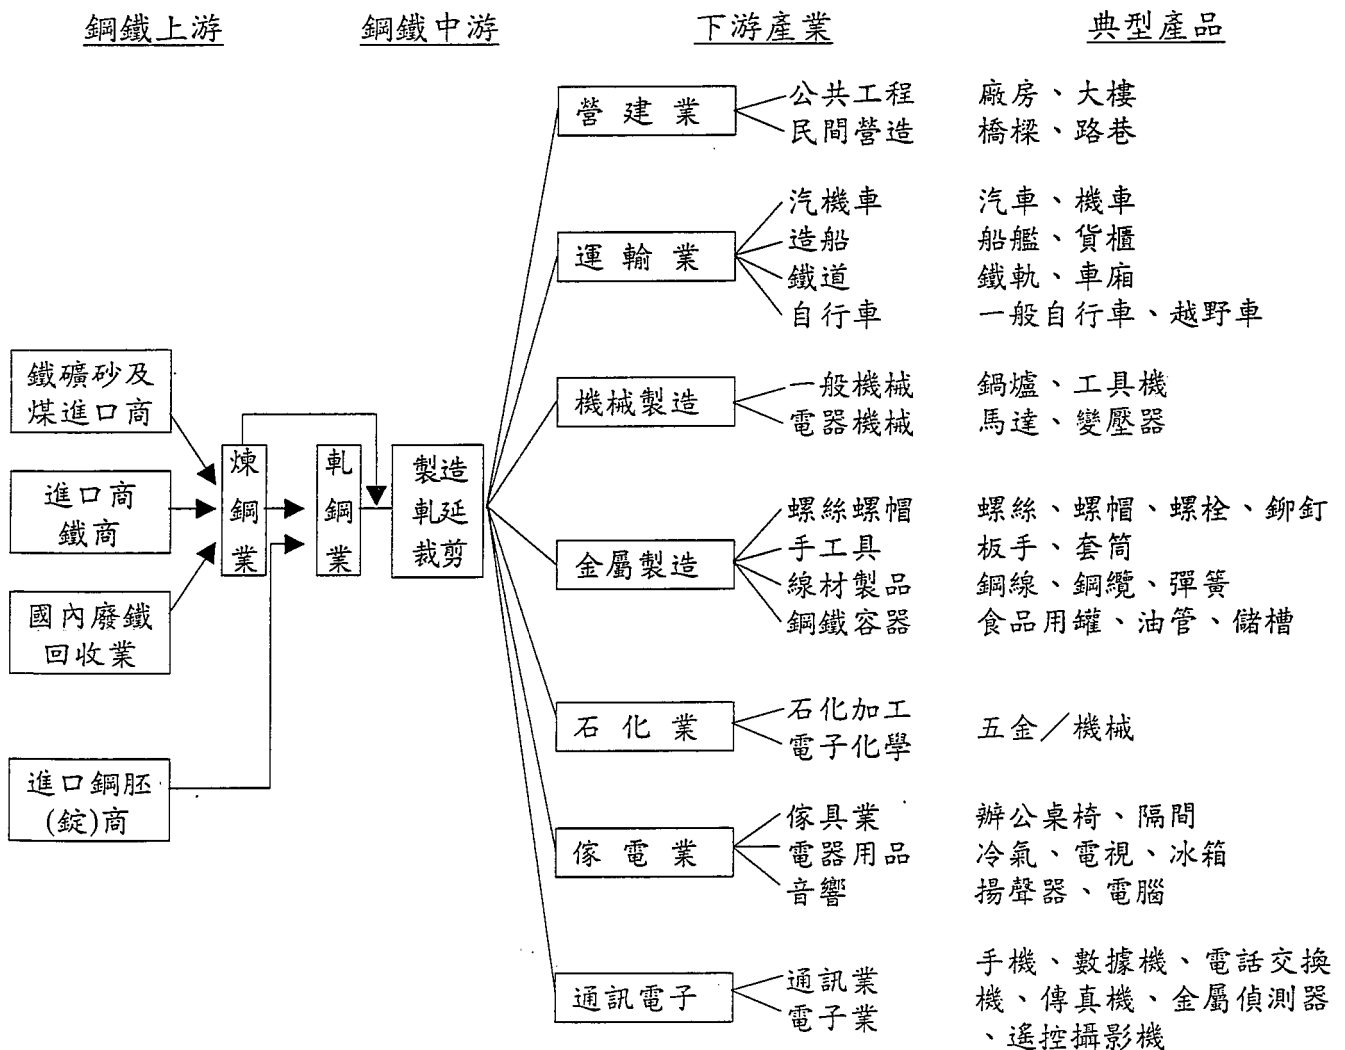 鋼鐵上游
鋼鐵中游
下游產業
典型產品
鐵礦砂及
煤進口商
進口商
鐵商
國內廢鐵
回收業
進口鋼胚
(錠)商
煉鋼業
軋鋼業
製造
軋延
裁剪
營建業
公共工程
廠房、大樓
民間營造
橋樑、路巷
運輸業
汽機車
汽車、機車
造船
船艦、貨櫃
鐵道
鐵軌、車廂
自行車
一般自行車、越野車
機械製造
一般機械
鍋爐、工具機
電器機械
馬達、變壓器
金屬製造
螺絲螺帽
螺絲、螺帽、螺栓、鉚釘
手工具
板手、套筒
線材製品
鋼線、鋼纜、彈簧
鋼鐵容器
食品用罐、油管、儲槽
石化業
石化加工
電子化學
五金／機械
傢電業
傢具業
辦公桌椅、隔間
電器用品
冷氣、電視、冰箱
音響
揚聲器、電腦
通訊電子
通訊業
電子業
手機、數據機、電話交換
機、傳真機、金屬偵測器
、遙控攝影機